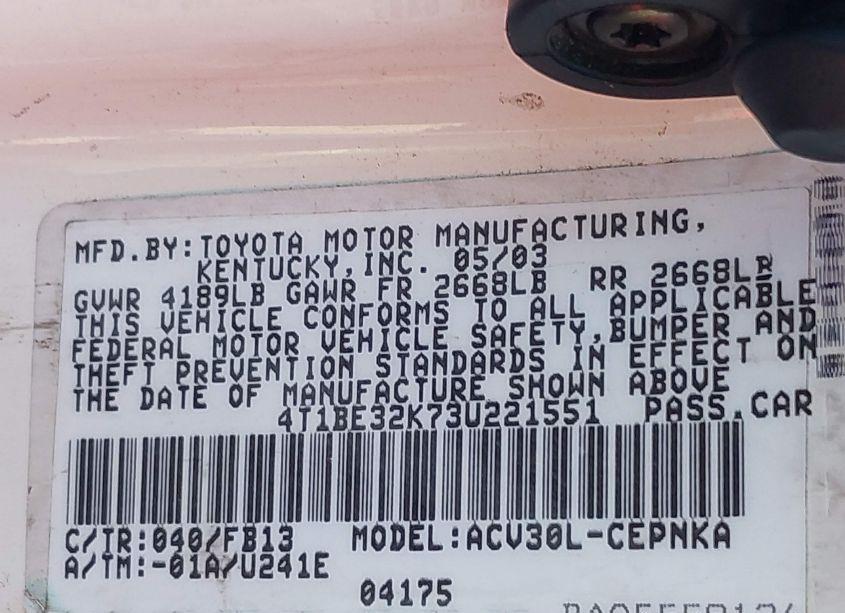 MFD.BY:TOYOTA MOTOR MANUFACTURING,
KENTUCKY,INC. 05/03
GVWR 4189LB GAWR FR 2668LB RR 2668LB
THIS VEHICLE CONFORMS TO ALL APPLICABLE
FEDERAL MOTOR VEHICLE SAFETY,BUMPER AND
THEFT PREVENTION STANDARDS IN EFFECT ON
THE DATE OF MANUFACTURE SHOWN ABOVE
4T1BE32K73U221551 PASS.CAR
C/TR:040/FB13 MODEL:ACV30L-CEPNKA
A/TM:-01A/U241E
04175